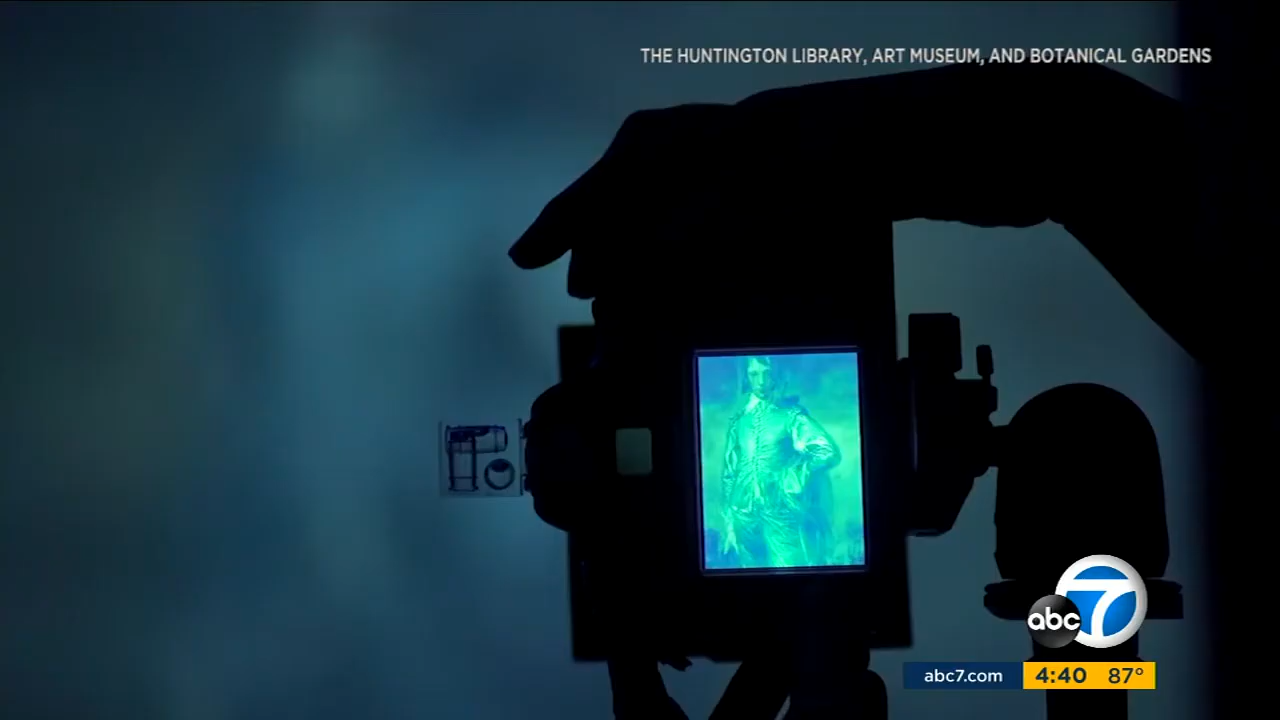 THE HUNTINGTON LIBRARY, ART MUSEUM, AND BOTANICAL GARDENS
abc 7
abc7.com 4:40 87°